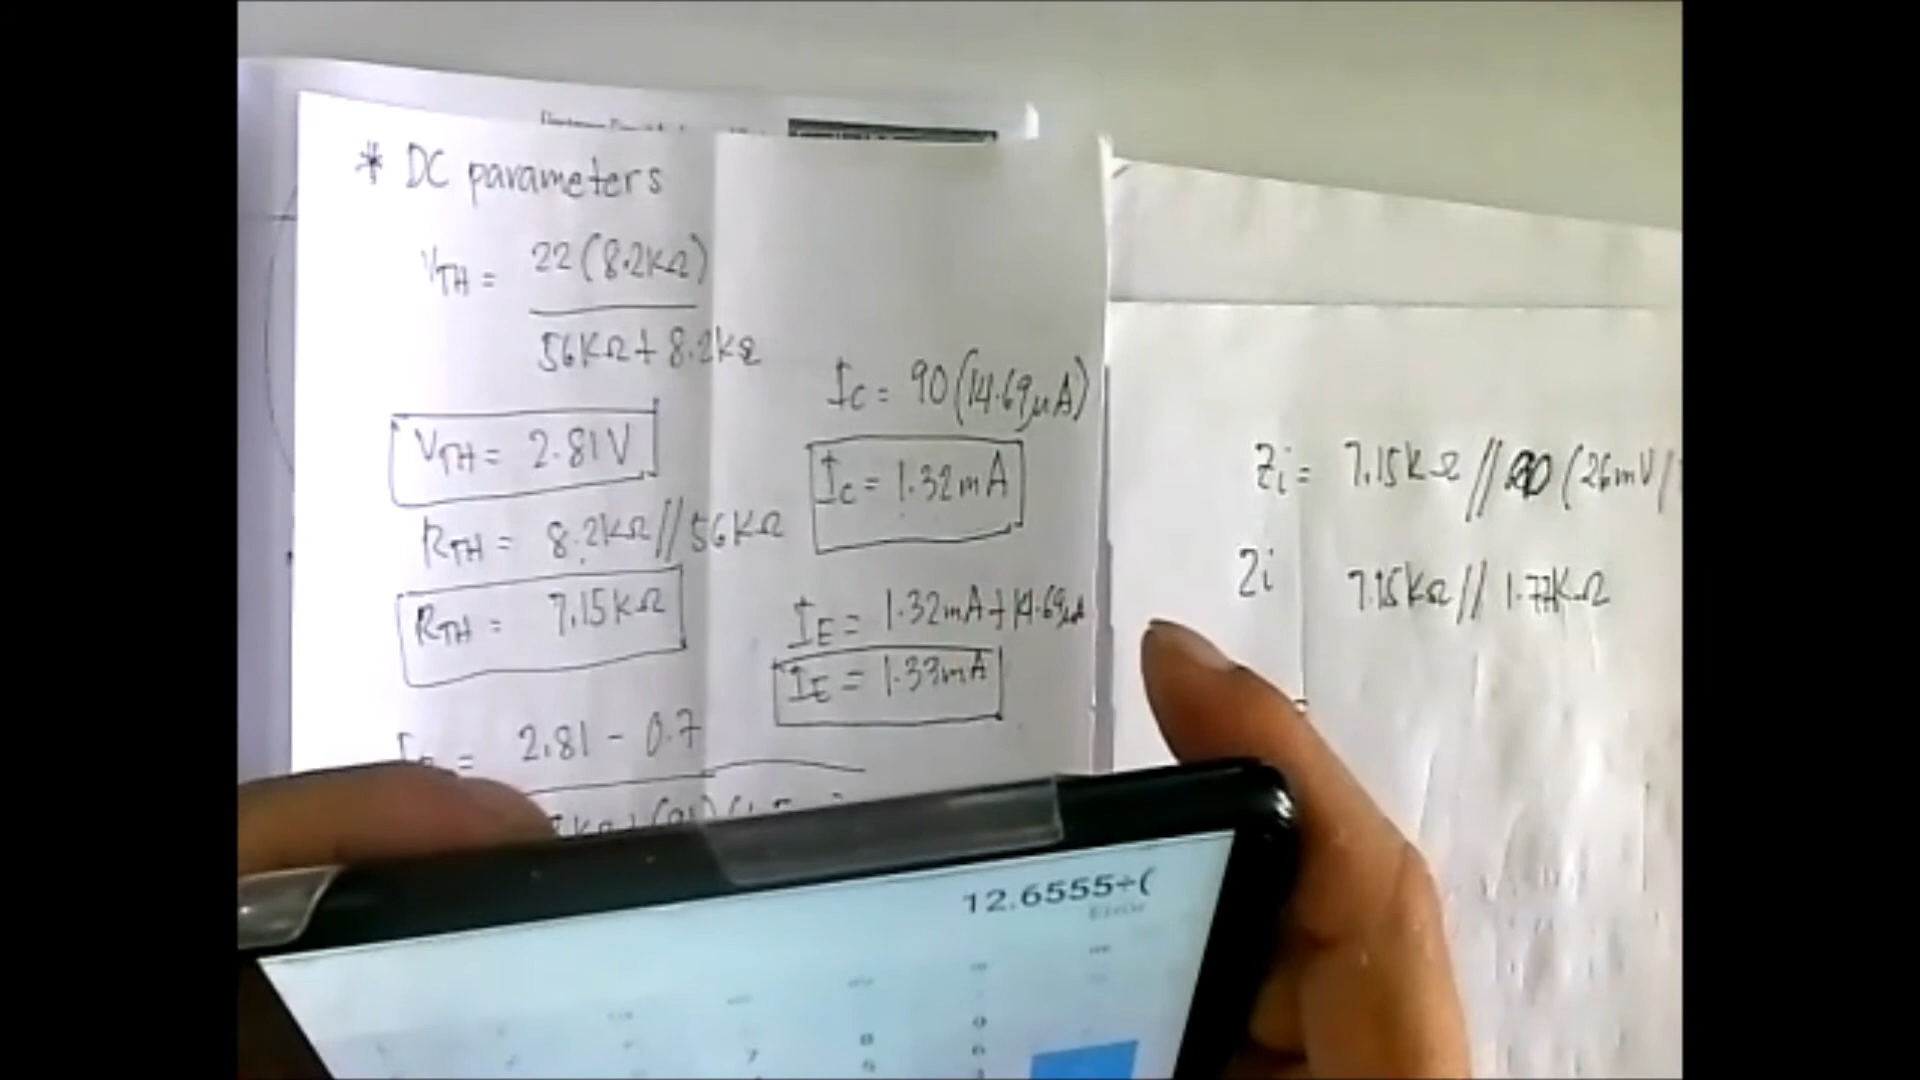 * DC parameters
VTH = 22(8.2KΩ)
56KΩ + 8.2KΩ
VTH = 2.81V
RTH = 8.2KΩ//56KΩ
RTH = 7.15KΩ
= 2.81 - 0.7
IC = 90(14.69μA)
IC = 1.32mA
IE = 1.32mA + 14.69μA
IE = 1.33mA
Zi = 7.15KΩ // 90 (26mV/
Zi 7.15KΩ // 1.77KΩ
12.6555÷(
Error